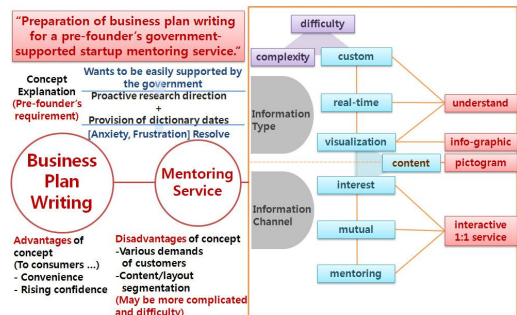 “Preparation of business plan writing
for a pre-founder’s government-
supported startup mentoring service.”
Concept
Explanation
(Pre-founder’s
requirement)
Wants to be easily supported by
the government
Proactive research direction
+
Provision of dictionary dates
[Anxiety, Frustration] Resolve
Business
Plan
Writing
Mentoring
Service
Advantages of
concept
(To consumers ...)
- Convenience
- Rising confidence
Disadvantages of concept
-Various demands
of customers
-Content/layout
segmentation
(May be more complicated
and difficulty)
difficulty
complexity
custom
Information
Type
real-time
understand
visualization
info-graphic
content
pictogram
interest
Information
Channel
mutual
interactive
1:1 service
mentoring